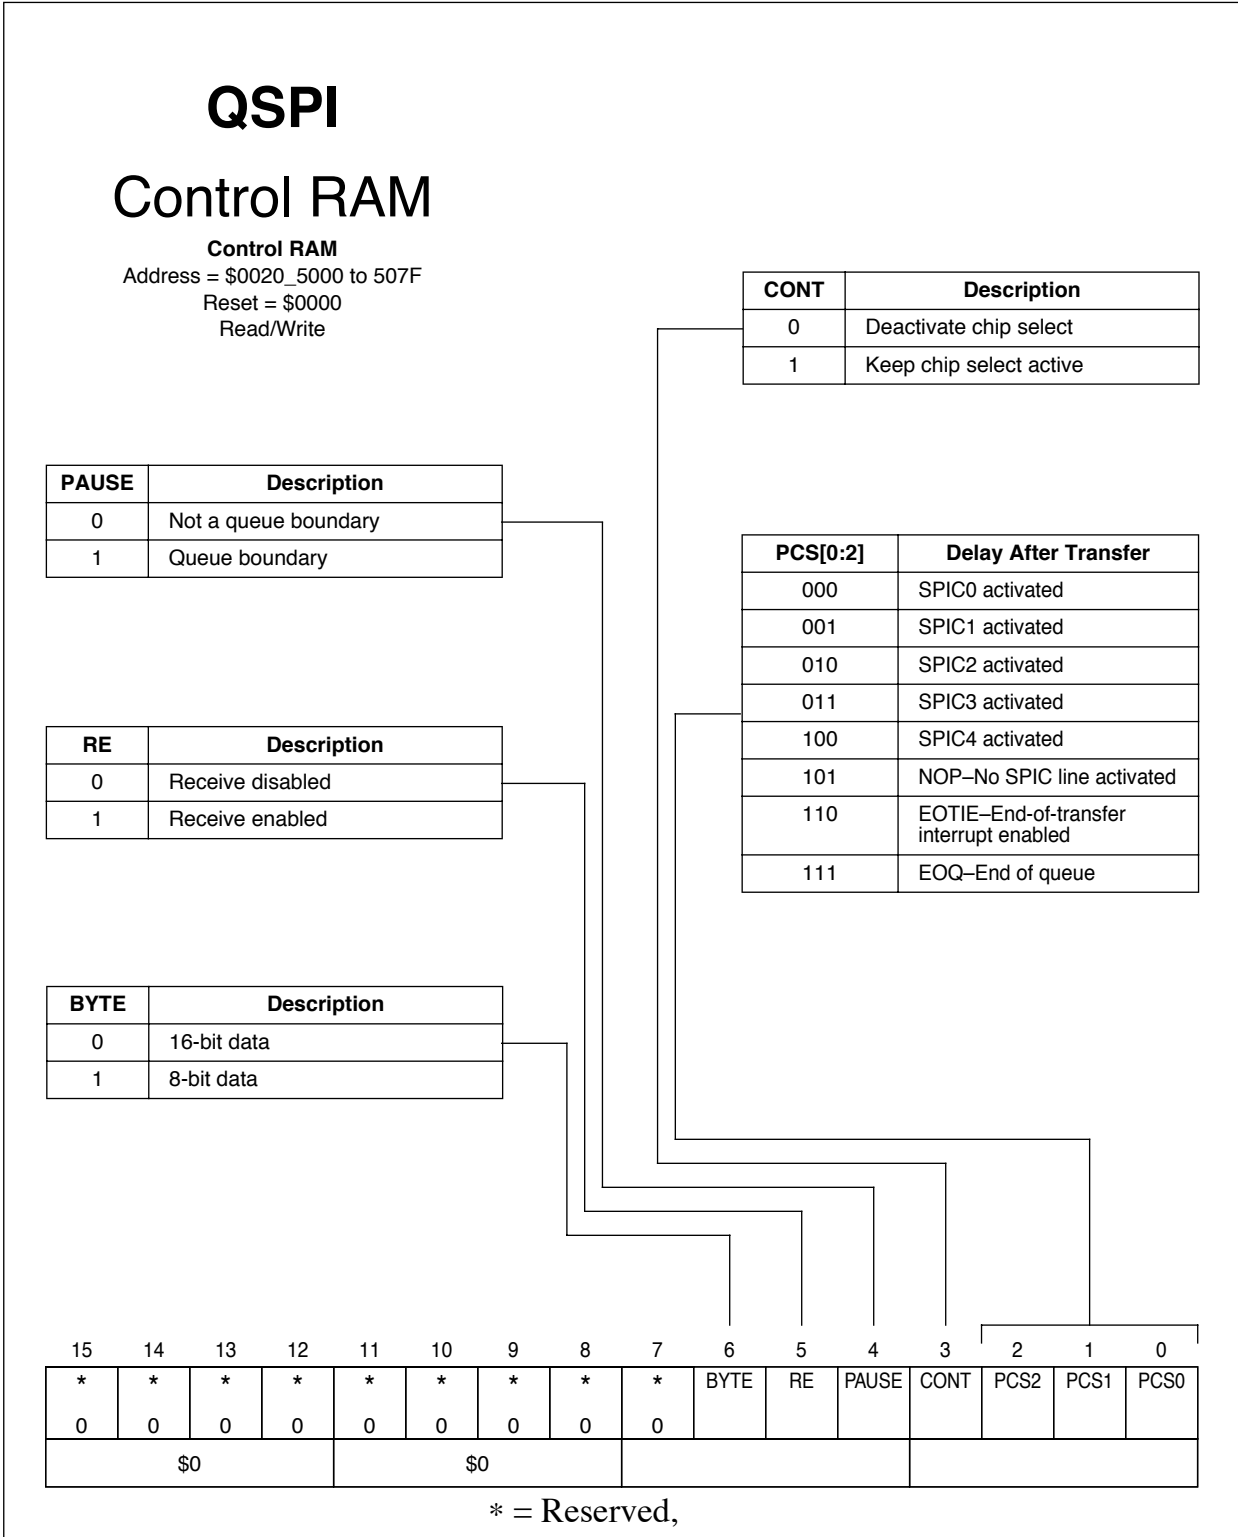 QSPI
Control RAM
Control RAM
Address = $0020_5000 to 507F
Reset = $0000
Read/Write
CONT Description
0 Deactivate chip select
1 Keep chip select active
PAUSE Description
0 Not a queue boundary
1 Queue boundary
PCS[0:2] Delay After Transfer
000 SPIC0 activated
001 SPIC1 activated
010 SPIC2 activated
011 SPIC3 activated
100 SPIC4 activated
101 NOP–No SPIC line activated
110 EOTIE–End-of-transfer
interrupt enabled
111 EOQ–End of queue
RE Description
0 Receive disabled
1 Receive enabled
BYTE Description
0 16-bit data
1 8-bit data
15 14 13 12 11 10 9 8 7 6 5 4 3 2 1 0
* * * * * * * * * BYTE RE PAUSE CONT PCS2 PCS1 PCS0
0 0 0 0 0 0 0 0 0
$0 $0
* = Reserved,